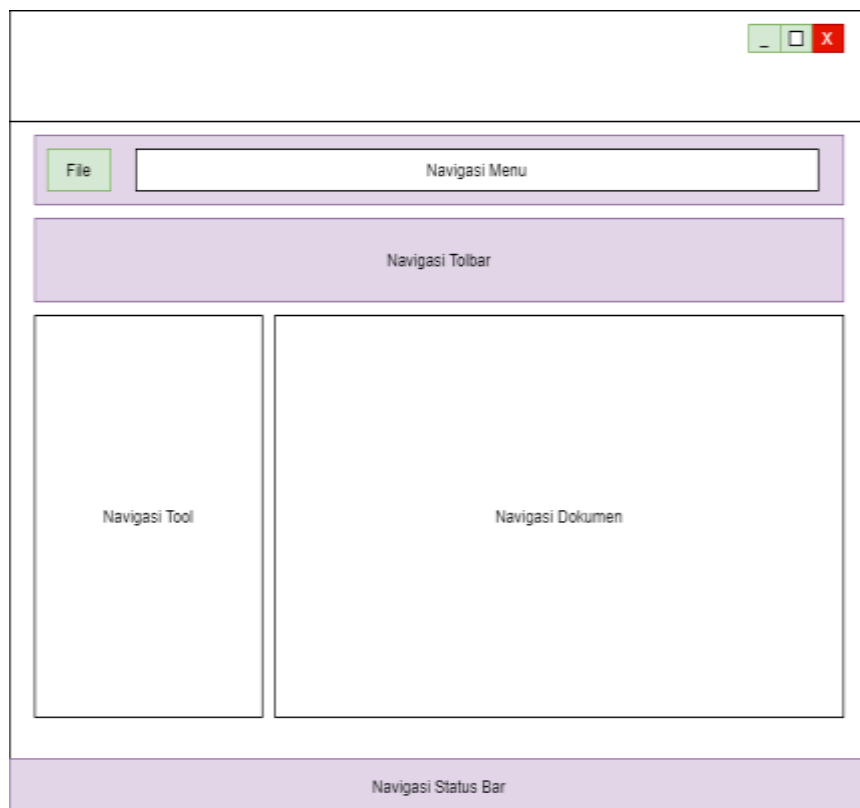 _ □ X
File
Navigasi Menu
Navigasi Tolbar
Navigasi Tool
Navigasi Dokumen
Navigasi Status Bar